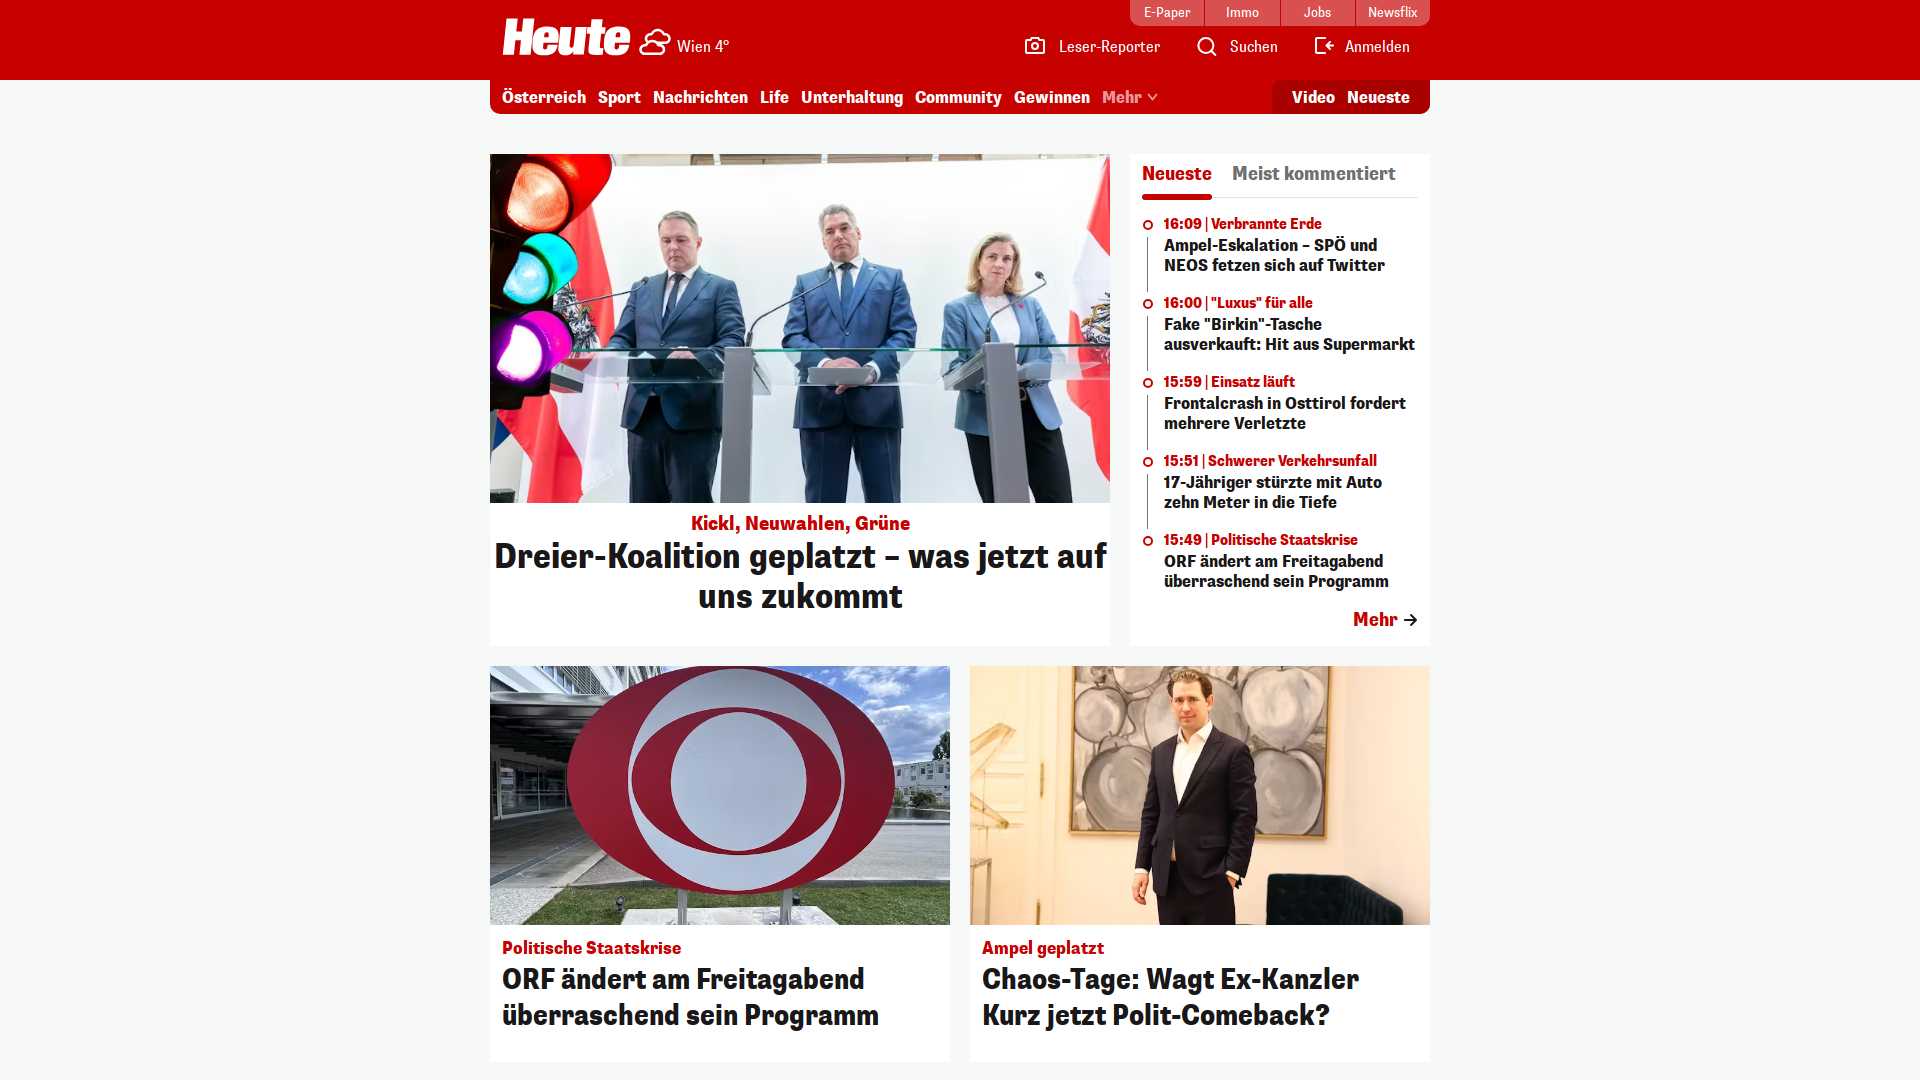 E-Paper
Immo
Jobs
Newsflix
Heute
Wien 4°
Leser-Reporter
Suchen
Anmelden
Österreich
Sport
Nachrichten
Life
Unterhaltung
Community
Gewinnen
Mehr
Video
Neueste
Kickl, Neuwahlen, Grüne
Dreier-Koalition geplatzt – was jetzt auf
uns zukommt
Neueste
Meist kommentiert
16:09 | Verbrannte Erde
Ampel-Eskalation – SPÖ und
NEOS fetzen sich auf Twitter
16:00 | "Luxus" für alle
Fake "Birkin"-Tasche
ausverkauft: Hit aus Supermarkt
15:59 | Einsatz läuft
Frontalcrash in Osttirol fordert
mehrere Verletzte
15:51 | Schwerer Verkehrsunfall
17-Jähriger stürzte mit Auto
zehn Meter in die Tiefe
15:49 | Politische Staatskrise
ORF ändert am Freitagabend
überraschend sein Programm
Mehr
Politische Staatskrise
ORF ändert am Freitagabend
überraschend sein Programm
Ampel geplatzt
Chaos-Tage: Wagt Ex-Kanzler
Kurz jetzt Polit-Comeback?